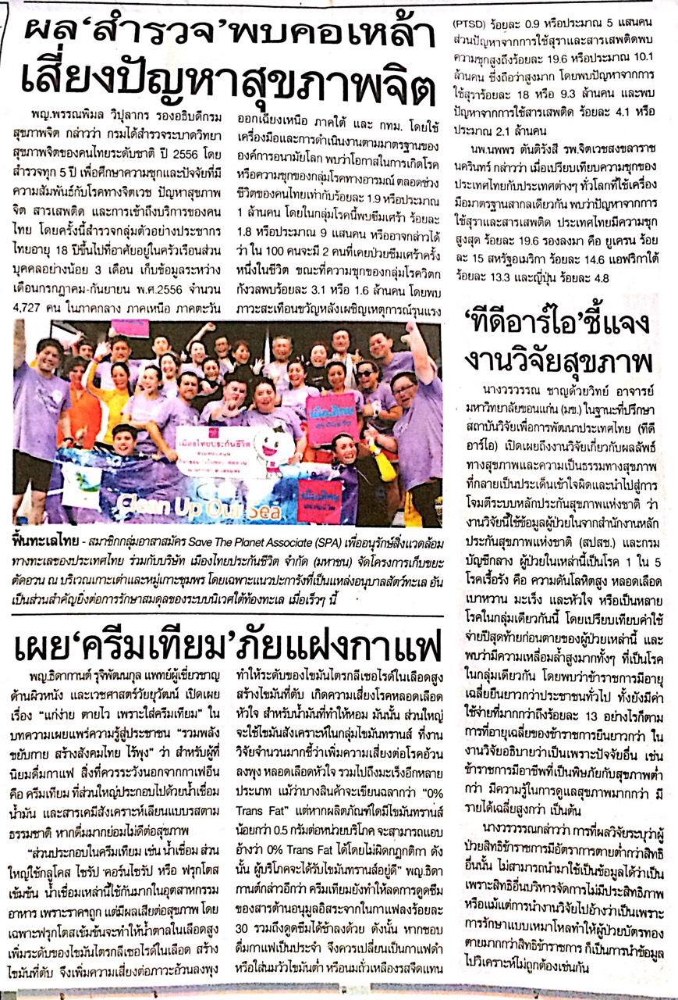 ผล‘สำรวจ’พบคอเหล้า
เสี่ยงปัญหาสุขภาพจิต
พญ.พรรณพิมล วิปุลากร รองอธิบดีกรม
สุขภาพจิต กล่าวว่า กรมได้สำรวจระบาดวิทยา
สุขภาพจิตของคนไทยระดับชาติ ปี 2556 โดย
สำรวจทุก 5 ปี เพื่อศึกษาความชุกและปัจจัยที่มี
ความสัมพันธ์กับโรคทางจิตเวช ปัญหาสุขภาพ
จิต สารเสพติด และการเข้าถึงบริการของคน
ไทย โดยครั้งนี้สำรวจกลุ่มตัวอย่างประชากร
ไทยอายุ 18 ปีขึ้นไปที่อาศัยอยู่ในครัวเรือนส่วน
บุคคลอย่างน้อย 3 เดือน เก็บข้อมูลระหว่าง
เดือนกรกฎาคม-กันยายน พ.ศ.2556 จำนวน
4,727 คน ในภาคกลาง ภาคเหนือ ภาคตะวัน
ออกเฉียงเหนือ ภาคใต้ และ กทม. โดยใช้
เครื่องมือและการดำเนินงานตามมาตรฐานของ
องค์การอนามัยโลก พบว่าโอกาสในการเกิดโรค
หรือความชุกของกลุ่มโรคทางอารมณ์ ตลอดช่วง
ชีวิตของคนไทยเท่ากับร้อยละ 1.9 หรือประมาณ
1 ล้านคน โดยในกลุ่มโรคนี้พบซึมเศร้า ร้อยละ
1.8 หรือประมาณ 9 แสนคน หรืออาจกล่าวได้
ว่า ใน 100 คนจะมี 2 คนที่เคยป่วยซึมเศร้าครั้ง
หนึ่งในชีวิต ขณะที่ความชุกของกลุ่มโรควิตก
กังวลพบร้อยละ 3.1 หรือ 1.6 ล้านคน โดยพบ
ภาวะสะเทือนขวัญหลังเผชิญเหตุการณ์รุนแรง
(PTSD) ร้อยละ 0.9 หรือประมาณ 5 แสนคน
ส่วนปัญหาจากการใช้สุราและสารเสพติดพบ
ความชุกสูงถึงร้อยละ 19.6 หรือประมาณ 10.1
ล้านคน ซึ่งถือว่าสูงมาก โดยพบปัญหาจากการ
ใช้สุราร้อยละ 18 หรือ 9.3 ล้านคน และพบ
ปัญหาจากการใช้สารเสพติด ร้อยละ 4.1 หรือ
ประมาณ 2.1 ล้านคน
นพ.นพพร ตันติรังสี รพ.จิตเวชสงขลาราช
นครินทร์ กล่าวว่า เมื่อเปรียบเทียบความชุกของ
ประเทศไทยกับประเทศต่างๆ ทั่วโลกที่ใช้เครื่อง
มือมาตรฐานสากลเดียวกัน พบว่าปัญหาจากการ
ใช้สุราและสารเสพติด ประเทศไทยมีความชุก
สูงสุด ร้อยละ 19.6 รองลงมา คือ ยูเครน ร้อย
ละ 15 สหรัฐอเมริกา ร้อยละ 14.6 แอฟริกาใต้
ร้อยละ 13.3 และญี่ปุ่น ร้อยละ 4.8
เมืองไทย
เมืองไทยประกันชีวิต
Clean Up Our Sea
เมืองไทย
ฟื้นทะเลไทย - สมาชิกกลุ่มอาสาสมัคร Save The Planet Associate (SPA) เพื่ออนุรักษ์สิ่งแวดล้อม
ทางทะเลของประเทศไทย ร่วมกับบริษัท เมืองไทยประกันชีวิต จำกัด (มหาชน) จัดโครงการเก็บขยะ
ตัดอวน ณ บริเวณเกาะเต่าและหมู่เกาะชุมพร โดยเฉพาะแนวปะการังที่เป็นแหล่งอนุบาลสัตว์ทะเล อัน
เป็นส่วนสำคัญยิ่งต่อการรักษาสมดุลของระบบนิเวศใต้ท้องทะเล เมื่อเร็วๆ นี้
เผย‘ครีมเทียม’ภัยแฝงกาแฟ
พญ.ธิดากานต์ รุจิพัฒนกุล แพทย์ผู้เชี่ยวชาญ
ด้านผิวหนัง และเวชศาสตร์วัยยุวัฒน์ เปิดเผย
เรื่อง “แก่ง่าย ตายไว เพราะใส่ครีมเทียม” ใน
บทความเผยแพร่ความรู้สู่ประชาชน “รวมพลัง
ขยับกาย สร้างสังคมไทย ไร้พุง” ว่า สำหรับผู้ที่
นิยมดื่มกาแฟ สิ่งที่ควรระวังนอกจากกาแฟอีน
คือ ครีมเทียม ที่ส่วนใหญ่ประกอบไปด้วยน้ำเชื่อม
น้ำมัน และสารเคมีสังเคราะห์เลียนแบบรสตาม
ธรรมชาติ หากดื่มมากย่อมไม่ดีต่อสุขภาพ
“ส่วนประกอบในครีมเทียม เช่น น้ำเชื่อม ส่วน
ใหญ่ใช้กลูโคส ไซรัป คอร์นไซรัป หรือ ฟรุกโตส
เข้มข้น น้ำเชื่อมเหล่านี้ใช้กันมากในอุตสาหกรรม
อาหาร เพราะราคาถูก แต่มีผลเสียต่อสุขภาพ โดย
เฉพาะฟรุกโตสเข้มข้นจะทำให้น้ำตาลในเลือดสูง
เพิ่มระดับของไขมันไตรกลีเซอไรด์ในเลือด สร้าง
ไขมันที่ตับ จึงเพิ่มความเสี่ยงต่อภาวะอ้วนลงพุง
ทำให้ระดับของไขมันไตรกลีเซอไรด์ในเลือดสูง
สร้างไขมันที่ตับ เกิดความเสี่ยงโรคหลอดเลือด
หัวใจ สำหรับน้ำมันที่ทำให้หอม มันนั้น ส่วนใหญ่
จะใช้ไขมันสังเคราะห์ในกลุ่มไขมันทรานส์ ที่งาน
วิจัยจำนวนมากชี้ว่าเพิ่มความเสี่ยงต่อโรคอ้วน
ลงพุง หลอดเลือดหัวใจ รวมไปถึงมะเร็งอีกหลาย
ประเภท แม้ว่าบางสินค้าจะเขียนฉลากว่า “0%
Trans Fat” แต่หากผลิตภัณฑ์ใดมีไขมันทรานส์
น้อยกว่า 0.5 กรัมต่อหน่วยบริโภค จะสามารถแอบ
อ้างว่า 0% Trans Fat ได้โดยไม่ผิดกฎกติกา ดัง
นั้น ผู้บริโภคจะได้รับไขมันทรานส์อยู่ดี” พญ.ธิดา
กานต์กล่าวอีกว่า ครีมเทียมยังทำให้ลดการดูดซึม
ของสารต้านอนุมูลอิสระจากในกาแฟลงร้อยละ
30 รวมถึงดูดซึมได้ช้าลงด้วย ดังนั้น หากชอบ
ดื่มกาแฟเป็นประจำ จึงควรเปลี่ยนเป็นกาแฟดำ
หรือใส่นมวัวไขมันต่ำ หรือนมถั่วเหลืองรสจืดแทน
‘ทีดีอาร์ไอ’ชี้แจง
งานวิจัยสุขภาพ
นางวรวรรณ ชาญด้วยวิทย์ อาจารย์
มหาวิทยาลัยขอนแก่น (มข.) ในฐานะที่ปรึกษา
สถาบันวิจัยเพื่อการพัฒนาประเทศไทย (ทีดี
อาร์ไอ) เปิดเผยถึงงานวิจัยเกี่ยวกับผลลัพธ์
ทางสุขภาพและความเป็นธรรมทางสุขภาพ
ที่กลายเป็นประเด็นเข้าใจผิดและนำไปสู่การ
โจมตีระบบหลักประกันสุขภาพแห่งชาติ ว่า
งานวิจัยนี้ใช้ข้อมูลผู้ป่วยในจากสำนักงานหลัก
ประกันสุขภาพแห่งชาติ (สปสช.) และกรม
บัญชีกลาง ผู้ป่วยในเหล่านี้เป็นโรค 1 ใน 5
โรคเรื้อรัง คือ ความดันโลหิตสูง หลอดเลือด
เบาหวาน มะเร็ง และหัวใจ หรือเป็นหลาย
โรคในกลุ่มเดียวกันนี้ โดยเปรียบเทียบค่าใช้
จ่ายปีสุดท้ายก่อนตายของผู้ป่วยเหล่านี้ และ
พบว่ามีความเหลื่อมล้ำสูงมากทั้งๆ ที่เป็นโรค
ในกลุ่มเดียวกัน โดยพบว่าข้าราชการมีอายุ
เฉลี่ยยืนยาวกว่าประชาชนทั่วไป ทั้งยังมีค่า
ใช้จ่ายที่มากกว่าถึงร้อยละ 13 อย่างไรก็ตาม
การที่อายุเฉลี่ยของข้าราชการยืนยาวกว่า ใน
งานวิจัยอธิบายว่าเป็นเพราะปัจจัยอื่น เช่น
ข้าราชการมีอาชีพที่เป็นพิษภัยกับสุขภาพต่ำ
กว่า มีความรู้ในการดูแลสุขภาพมากกว่า มี
รายได้เฉลี่ยสูงกว่า เป็นต้น
นางวรวรรณกล่าวว่า การที่ผลวิจัยระบุว่าผู้
ป่วยสิทธิข้าราชการมีอัตราการตายต่ำกว่าสิทธิ
อื่นนั้น ไม่สามารถนำมาใช้เป็นข้อมูลได้ว่าเป็น
เพราะสิทธิอื่นบริหารจัดการไม่มีประสิทธิภาพ
หรือแม้แต่การนำงานวิจัยไปอ้างว่าเป็นเพราะ
การรักษาแบบเหมาโหลทำให้ผู้ป่วยบัตรทอง
ตายมากกว่าสิทธิข้าราชการ ก็เป็นการนำข้อมูล
ไปวิเคราะห์ไม่ถูกต้องเช่นกัน